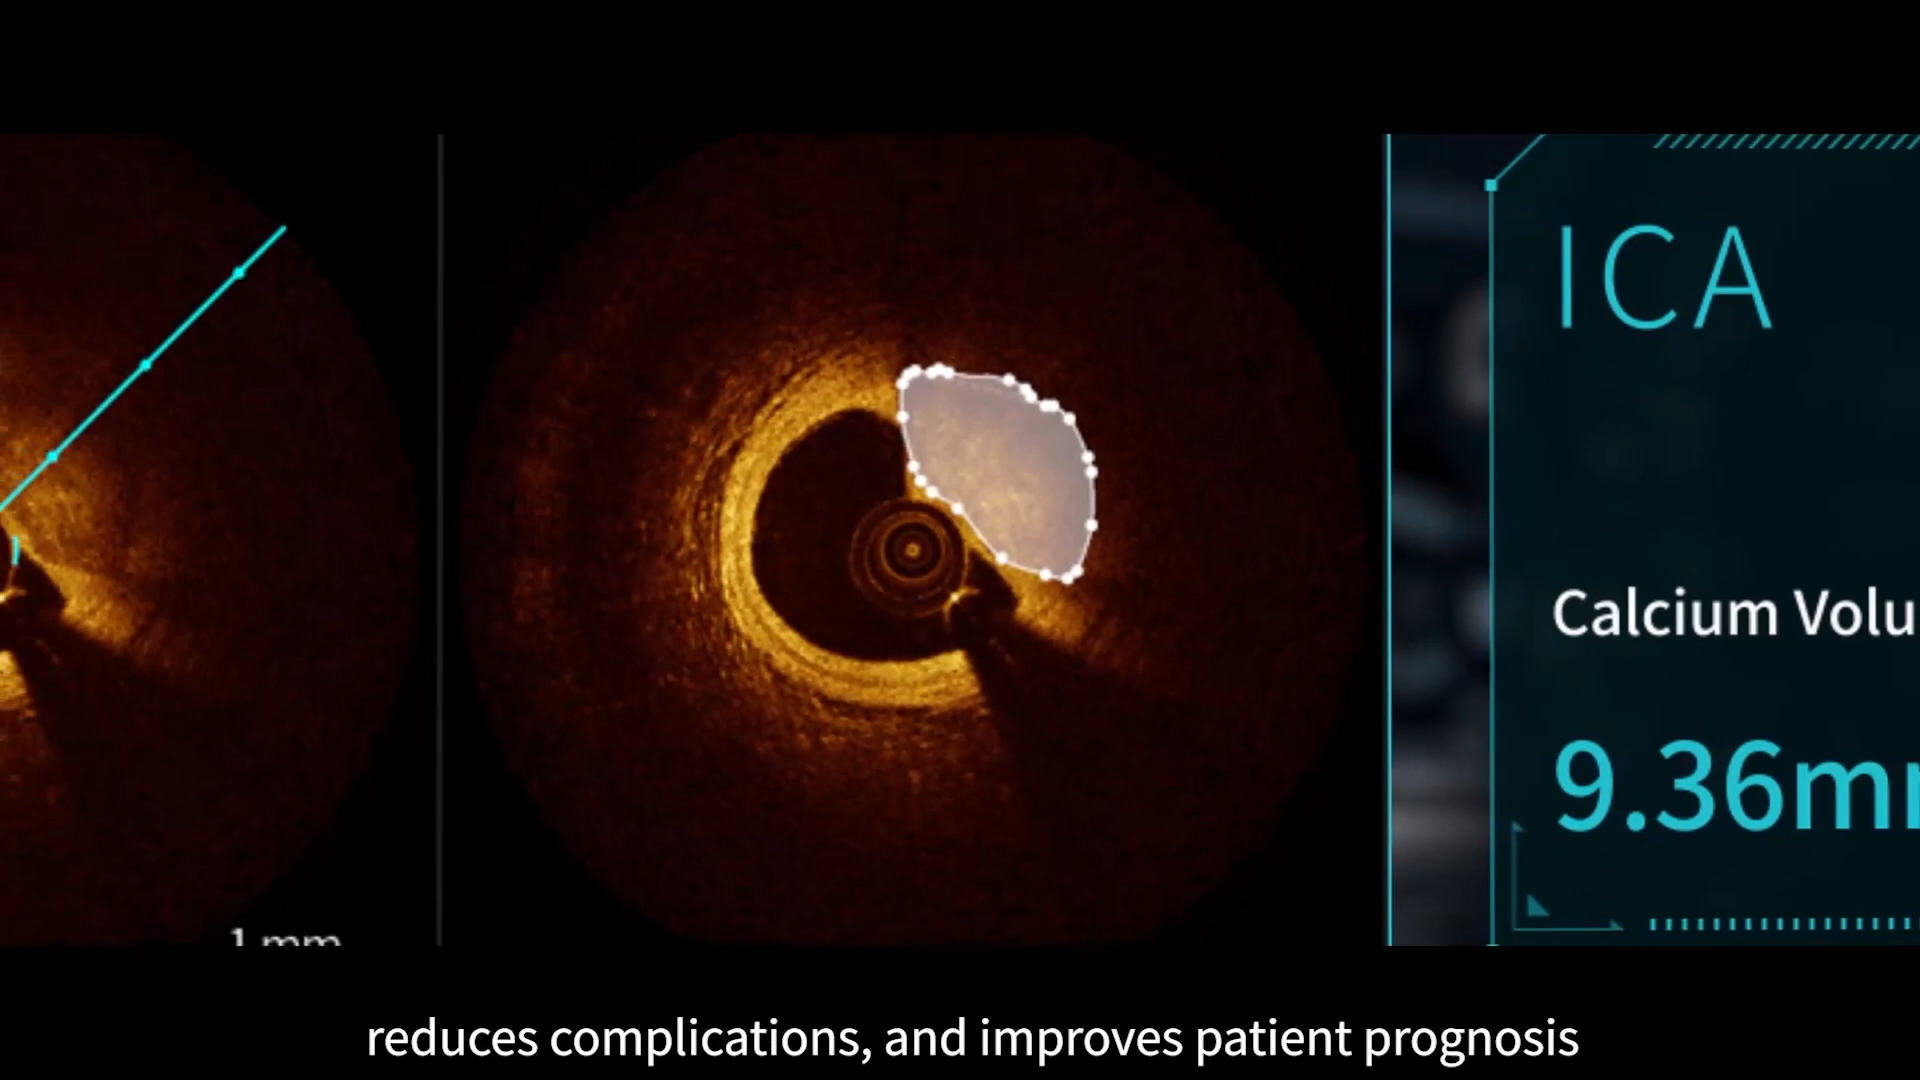 ICA
Calcium Volu
9.36m
1 mm
reduces complications, and improves patient prognosis